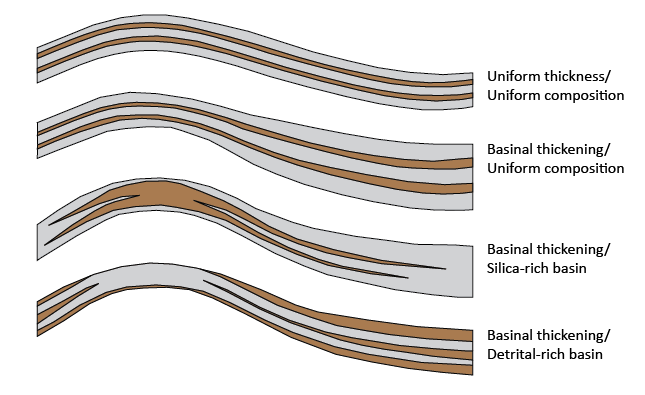 Uniform thickness/
Uniform composition
Basinal thickening/
Uniform composition
Basinal thickening/
Silica-rich basin
Basinal thickening/
Detrital-rich basin